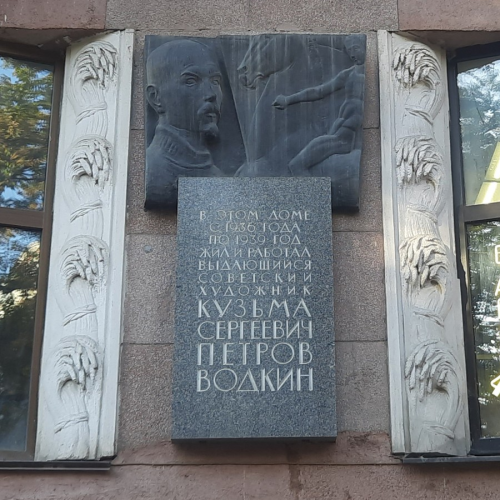 В ЭТОМ ДОМЕ
С 1936 ГОДА
ПО 1939 ГОД
ЖИЛ И РАБОТАЛ
ВЫДАЮЩИЙСЯ
СОВЕТСКИЙ
ХУДОЖНИК
КУЗЬМА
СЕРГЕЕВИЧ
ПЕТРОВ
ВОДКИН